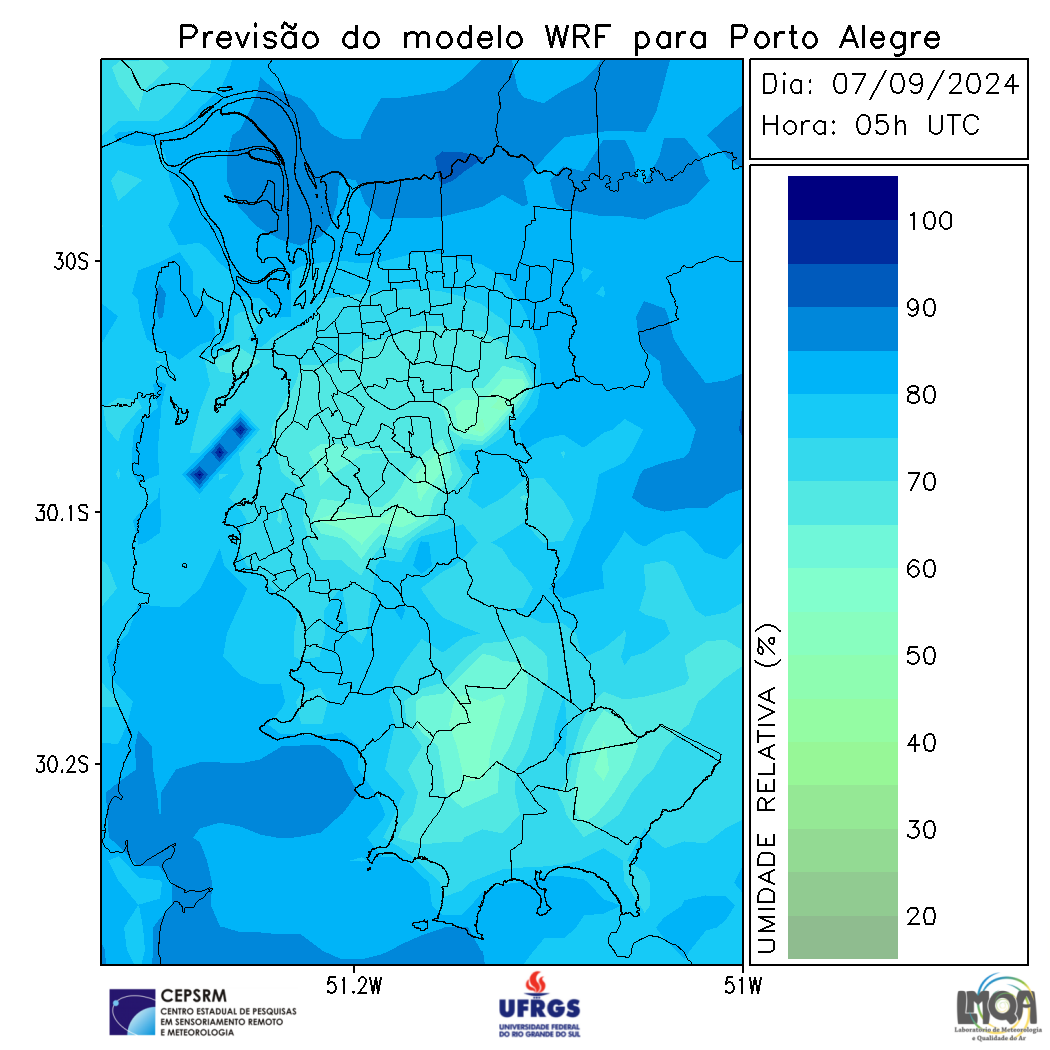 Previsão do modelo WRF para Porto Alegre
Dia: 07/09/2024
Hora: 05h UTC
30S
30.1S
30.2S
51.2W
51W
UMIDADE RELATIVA (%)
100
90
80
70
60
50
40
30
20
CEPSRM
CENTRO ESTADUAL DE PESQUISAS
EM SENSORIAMENTO REMOTO
E METEOROLOGIA
UFRGS
UNIVERSIDADE FEDERAL
DO RIO GRANDE DO SUL
LMQA
Laboratório de Meteorologia
e Qualidade do Ar